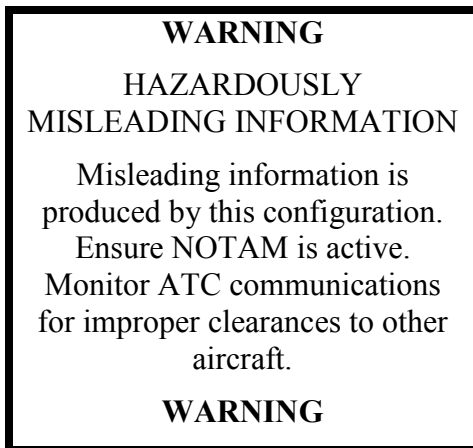 WARNING
HAZARDOUSLY
MISLEADING INFORMATION
Misleading information is
produced by this configuration.
Ensure NOTAM is active.
Monitor ATC communications
for improper clearances to other
aircraft.
WARNING